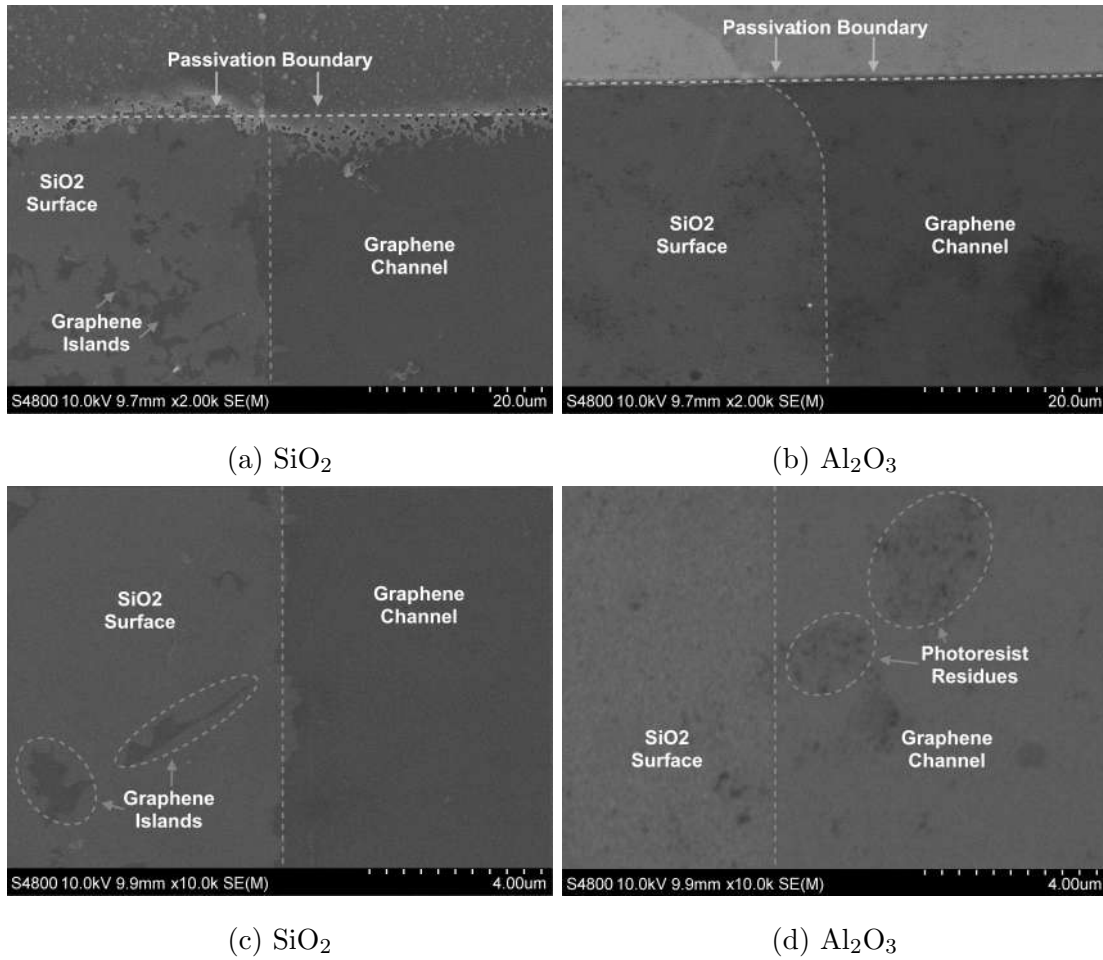 Passivation Boundary
SiO2
Surface
Graphene
Channel
Graphene
Islands
S4800 10.0kV 9.7mm x2.00k SE(M)
20.0um
(a) SiO₂
Passivation Boundary
SiO2
Surface
Graphene
Channel
S4800 10.0kV 9.7mm x2.00k SE(M)
20.0um
(b) Al₂O₃
SiO2
Surface
Graphene
Channel
Graphene
Islands
S4800 10.0kV 9.9mm x10.0k SE(M)
4.00um
(c) SiO₂
Photoresist
Residues
SiO2
Surface
Graphene
Channel
S4800 10.0kV 9.9mm x10.0k SE(M)
4.00um
(d) Al₂O₃